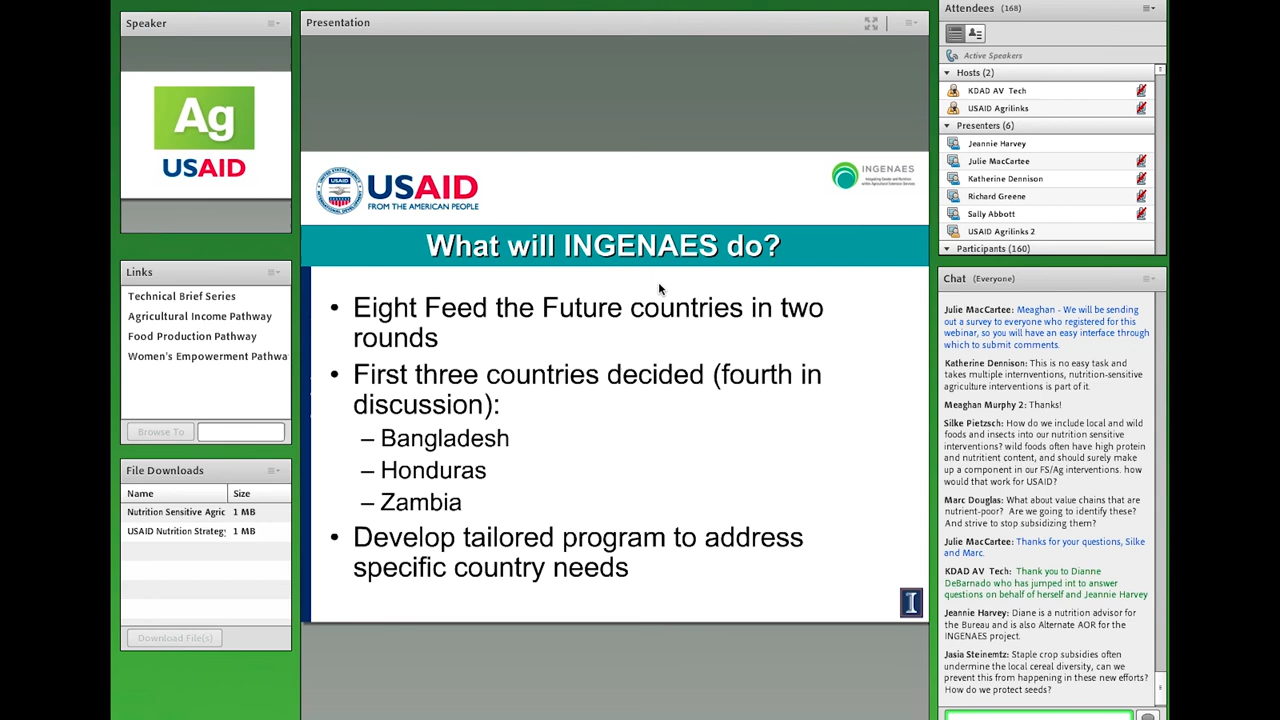 Speaker
Ag
USAID
Links
Technical Brief Series
Agricultural Income Pathway
Food Production Pathway
Women's Empowerment Pathwa
Browse To
File Downloads
Name Size
Nutrition Sensitive Agric 1 MB
USAID Nutrition Strateg 1 MB
Download File(s)
Presentation
USAID
USAID
FROM THE AMERICAN PEOPLE
INGENAES
What will INGENAES do?
• Eight Feed the Future countries in two
rounds
• First three countries decided (fourth in
discussion):
– Bangladesh
– Honduras
– Zambia
• Develop tailored program to address
specific country needs
I
Attendees (168)
Active Speakers
Hosts (2)
KDAD AV Tech
USAID Agrilinks
Presenters (6)
Jeannie Harvey
Julie MacCartee
Katherine Dennison
Richard Greene
Sally Abbott
USAID Agrilinks 2
Participants (160)
Chat (Everyone)
Julie MacCartee: Meaghan - We will be sending
out a survey to everyone who registered for this
webinar, so you will have an easy interface through
which to submit comments.
Katherine Dennison: This is no easy task and
takes multiple interventions, nutrition-sensitive
agriculture interventions is part of it.
Meaghan Murphy 2: Thanks!
Silke Pietzsch: How do we include local and wild
foods and insects into our nutrition sensitive
interventions? wild foods often have high protein
and nutritient content, and should surely make
up a component in our FS/Ag interventions. how
would that work for USAID?
Marc Douglas: What about value chains that are
nutrient-poor? Are we going to identify these?
And strive to stop subsidizing them?
Julie MacCartee: Thanks for your questions, Silke
and Marc.
KDAD AV Tech: Thank you to Dianne
DeBarnado who has jumped int to answer
questions on behalf of herself and Jeannie Harvey
Jeannie Harvey: Diane is a nutrition advisor for
the Bureau and is also Alternate AOR for the
INGENAES project.
Jasia Steinemtz: Staple crop subsidies often
undermine the local cereal diversity, can we
prevent this from happening in these new efforts?
How do we protect seeds?